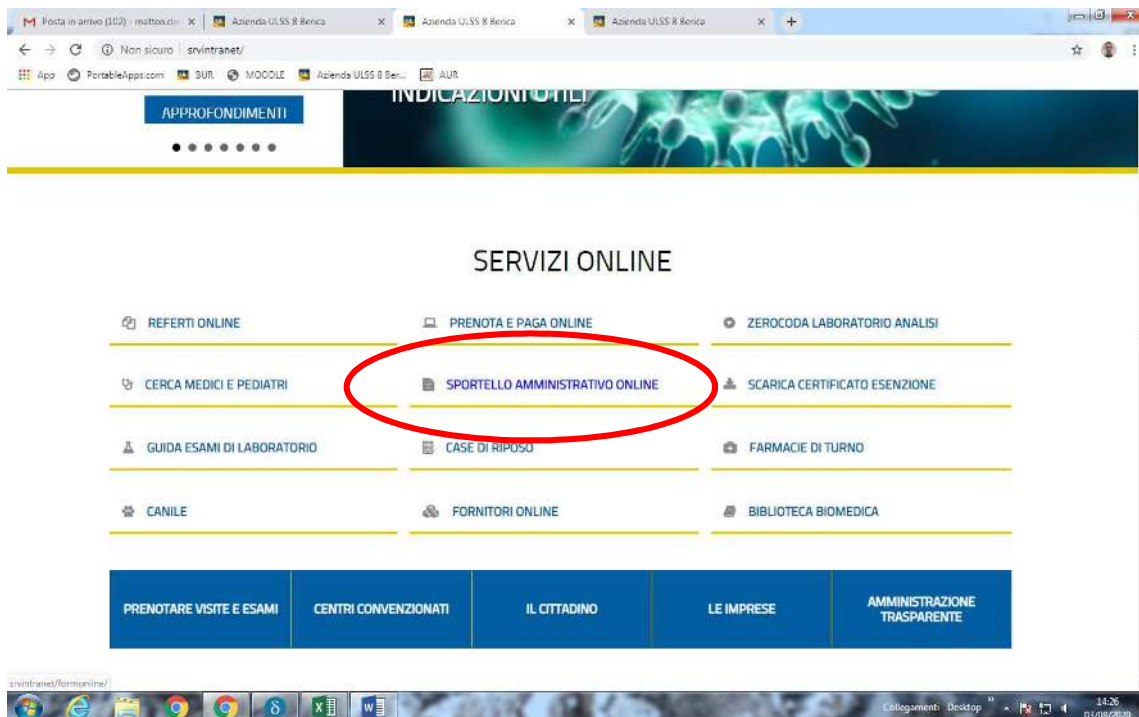 Posta in arrivo (102) - matteo.dir
Azienda ULSS 8 Berica
Azienda ULSS 8 Berica
Azienda ULSS 8 Berica
Non sicuro srvintranet/
App PortableApps.com BUR MOODLE Azienda ULSS 8 Ber... AUR
APPROFONDIMENTI
INDICAZIONI UTILI
SERVIZI ONLINE
REFERTI ONLINE
PRENOTA E PAGA ONLINE
ZEROCODA LABORATORIO ANALISI
CERCA MEDICI E PEDIATRI
SPORTELLO AMMINISTRATIVO ONLINE
SCARICA CERTIFICATO ESENZIONE
GUIDA ESAMI DI LABORATORIO
CASE DI RIPOSO
FARMACIE DI TURNO
CANILE
FORNITORI ONLINE
BIBLIOTECA BIOMEDICA
PRENOTARE VISITE E ESAMI
CENTRI CONVENZIONATI
IL CITTADINO
LE IMPRESE
AMMINISTRAZIONE
TRASPARENTE
srvintranet/formonline/
Collegamenti Desktop
14:26
03/08/2020